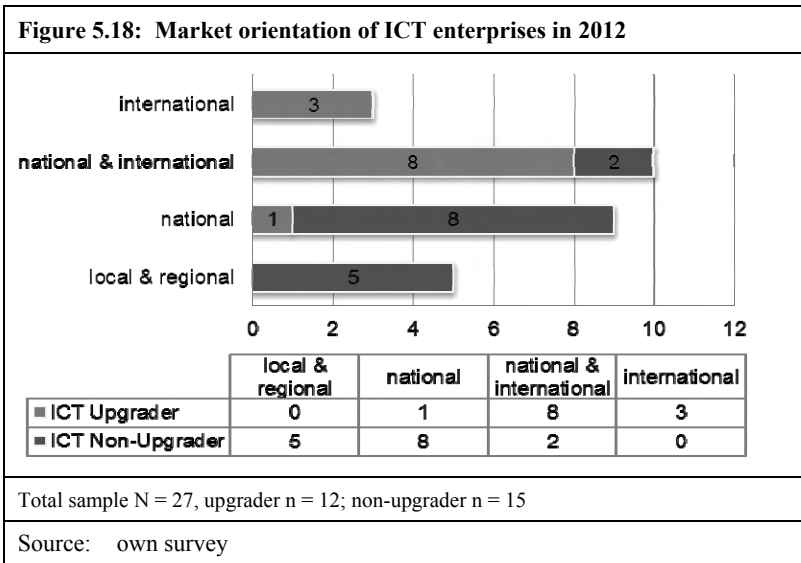 Figure 5.18: Market orientation of ICT enterprises in 2012
international
3
national & international
8 2
national
1 8
local & regional
5
0 2 4 6 8 10 12
local & regional national national & international international
■ ICT Upgrader 0 1 8 3
■ ICT Non-Upgrader 5 8 2 0
Total sample N = 27, upgrader n = 12; non-upgrader n = 15
Source: own survey